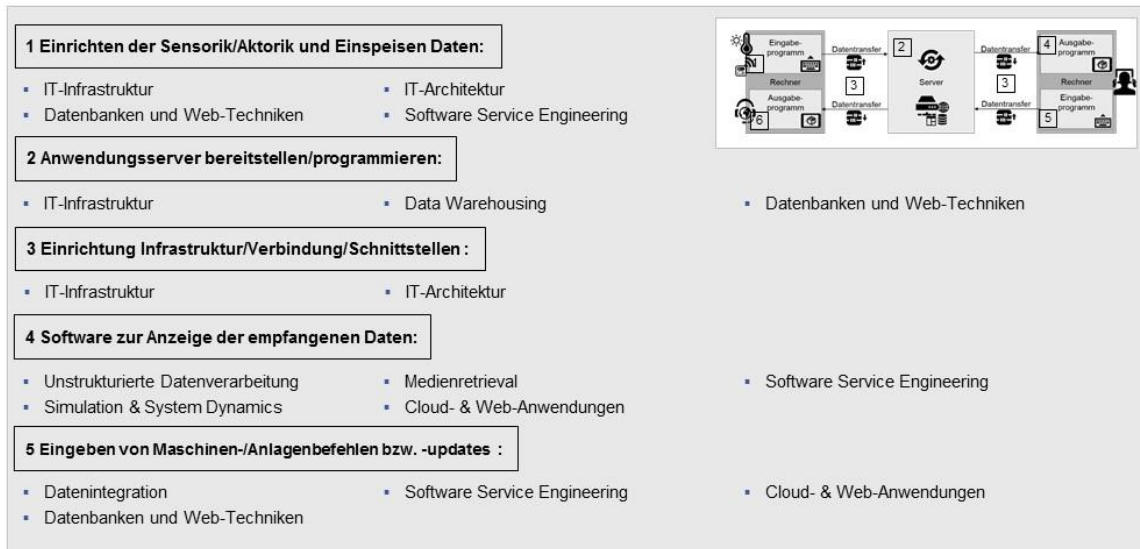 1 Einrichten der Sensorik/Aktorik und Einspeisen Daten:
▪ IT-Infrastruktur ▪ IT-Architektur
▪ Datenbanken und Web-Techniken ▪ Software Service Engineering
Eingabe-
programm
Datentransfer
2
Datentransfer
4
Ausgabe-
programm
Rechner
3
Server
3
Rechner
Ausgabe-
programm
Datentransfer
Datentransfer
Eingabe-
programm
6
5
2 Anwendungsserver bereitstellen/programmieren:
▪ IT-Infrastruktur ▪ Data Warehousing ▪ Datenbanken und Web-Techniken
3 Einrichtung Infrastruktur/Verbindung/Schnittstellen :
▪ IT-Infrastruktur ▪ IT-Architektur
4 Software zur Anzeige der empfangenen Daten:
▪ Unstrukturierte Datenverarbeitung ▪ Medienretrieval ▪ Software Service Engineering
▪ Simulation & System Dynamics ▪ Cloud- & Web-Anwendungen
5 Eingeben von Maschinen-/Anlagenbefehlen bzw. -updates :
▪ Datenintegration ▪ Software Service Engineering ▪ Cloud- & Web-Anwendungen
▪ Datenbanken und Web-Techniken